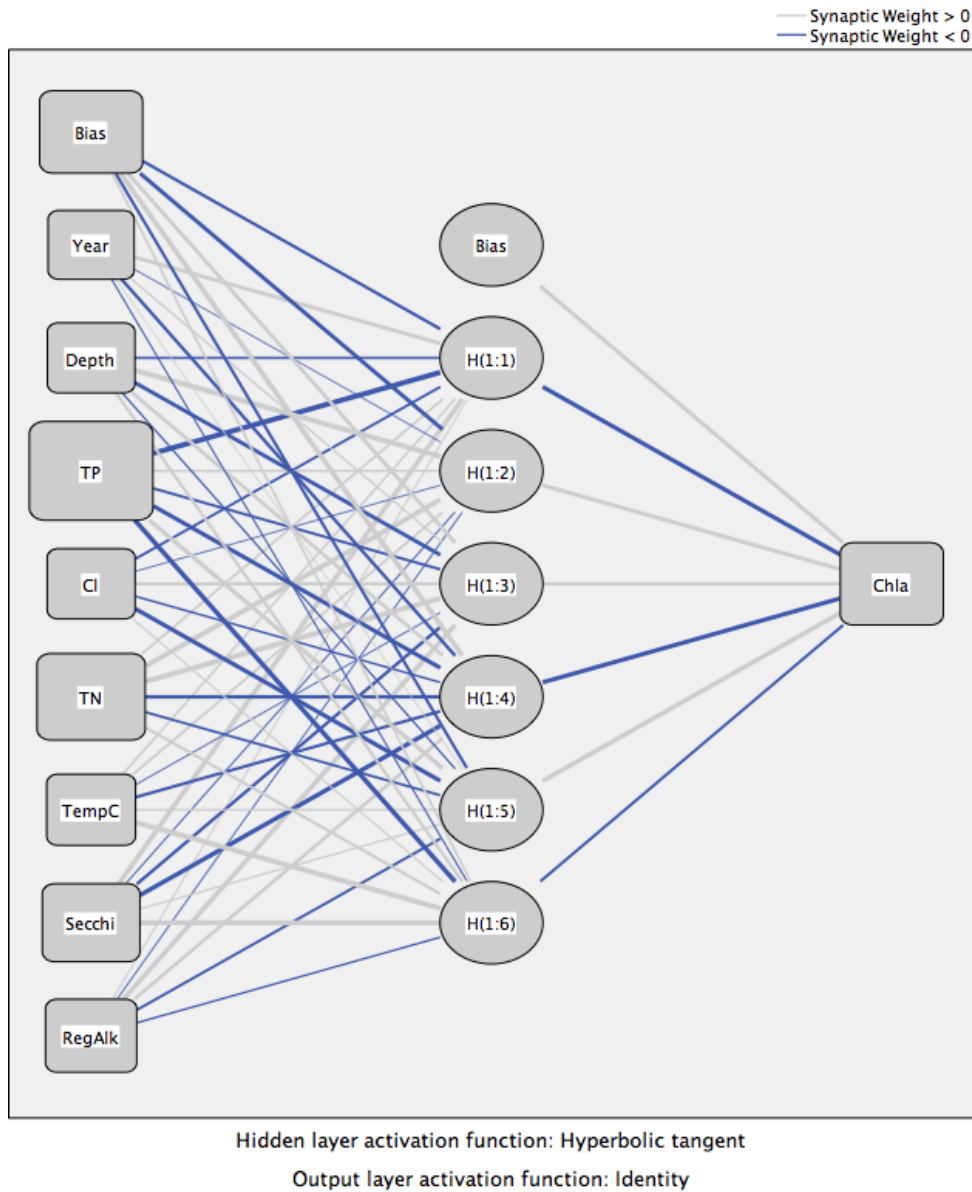 Synaptic Weight > 0
Synaptic Weight < 0
Bias
Year
Bias
Depth
H(1:1)
TP
H(1:2)
Cl
H(1:3)
Chla
TN
H(1:4)
TempC
H(1:5)
Secchi
H(1:6)
RegAlk
Hidden layer activation function: Hyperbolic tangent
Output layer activation function: Identity